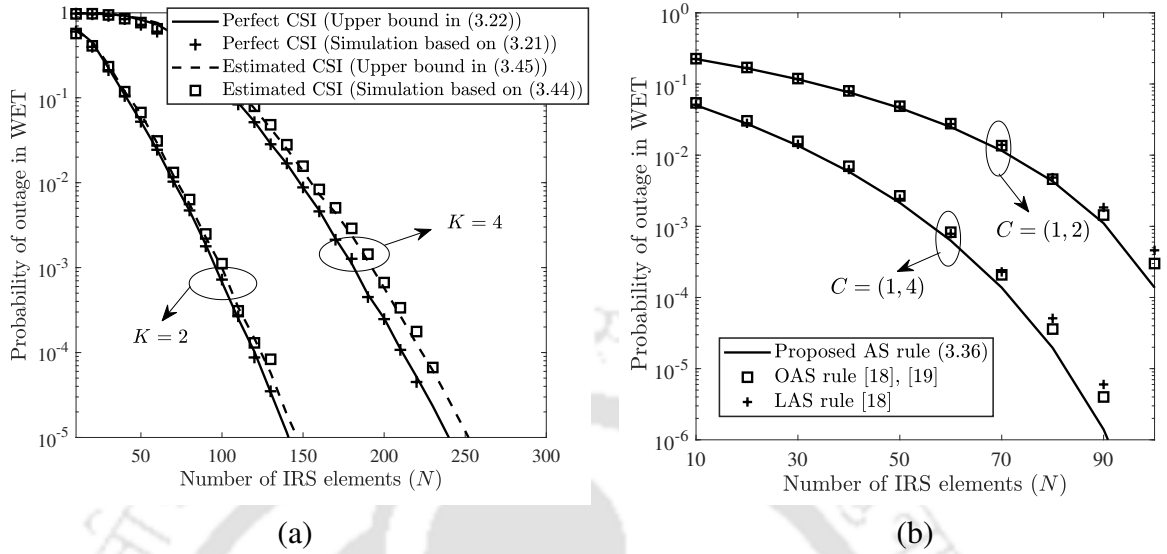 Perfect CSI (Upper bound in (3.22))
Perfect CSI (Simulation based on (3.21))
Estimated CSI (Upper bound in (3.45))
Estimated CSI (Simulation based on (3.44))
Probability of outage in WET
1
10^-1
10^-2
10^-3
10^-4
10^-5
K = 4
K = 2
50 100 150 200 250 300
Number of IRS elements (N)
(a)
Probability of outage in WET
10^0
10^-1
10^-2
10^-3
10^-4
10^-5
10^-6
C = (1, 2)
C = (1, 4)
Proposed AS rule (3.36)
OAS rule [18], [19]
LAS rule [18]
10 30 50 70 90
Number of IRS elements (N)
(b)